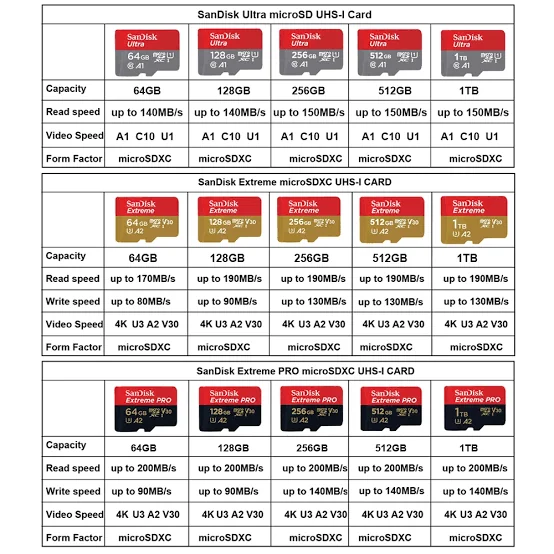 SanDisk Ultra microSD UHS-I Card
SanDisk SanDisk SanDisk SanDisk SanDisk
Ultra Ultra Ultra Ultra Ultra
64GB 128GB 256GB 512GB 1TB
A1 A1 A1 A1 A1
Capacity 64GB 128GB 256GB 512GB 1TB
Read speed up to 140MB/s up to 140MB/s up to 150MB/s up to 150MB/s up to 150MB/s
Video Speed A1 C10 U1 A1 C10 U1 A1 C10 U1 A1 C10 U1 A1 C10 U1
Form Factor microSDXC microSDXC microSDXC microSDXC microSDXC
SanDisk Extreme microSDXC UHS-I CARD
SanDisk SanDisk SanDisk SanDisk SanDisk
Extreme Extreme Extreme Extreme Extreme
64GB V30 128GB V30 256GB V30 512GB V30 1TB V30
A2 A2 A2 A2 A2
Capacity 64GB 128GB 256GB 512GB 1TB
Read speed up to 170MB/s up to 190MB/s up to 190MB/s up to 190MB/s up to 190MB/s
Write speed up to 80MB/s up to 90MB/s up to 130MB/s up to 130MB/s up to 130MB/s
Video Speed 4K U3 A2 V30 4K U3 A2 V30 4K U3 A2 V30 4K U3 A2 V30 4K U3 A2 V30
Form Factor microSDXC microSDXC microSDXC microSDXC microSDXC
SanDisk Extreme PRO microSDXC UHS-I CARD
SanDisk SanDisk SanDisk SanDisk SanDisk
Extreme PRO Extreme PRO Extreme PRO Extreme PRO Extreme PRO
64GB V30 128GB V30 256GB V30 512GB V30 1TB V30
A2 A2 A2 A2 A2
Capacity 64GB 128GB 256GB 512GB 1TB
Read speed up to 200MB/s up to 200MB/s up to 200MB/s up to 200MB/s up to 200MB/s
Write speed up to 90MB/s up to 90MB/s up to 140MB/s up to 140MB/s up to 140MB/s
Video Speed 4K U3 A2 V30 4K U3 A2 V30 4K U3 A2 V30 4K U3 A2 V30 4K U3 A2 V30
Form Factor microSDXC microSDXC microSDXC microSDXC microSDXC